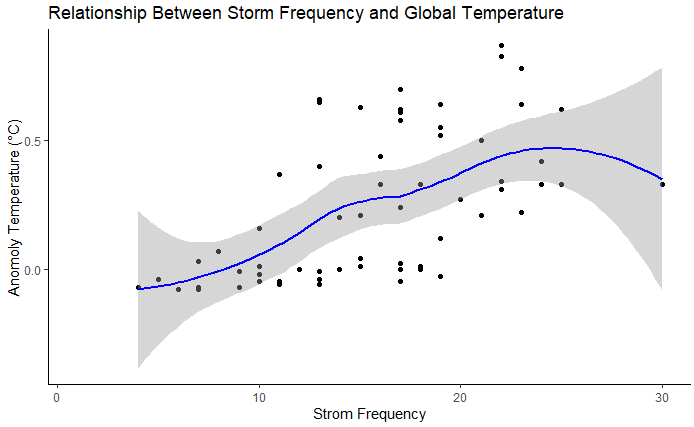 Relationship Between Storm Frequency and Global Temperature
Anomoly Temperature (°C)
0.5
0.0
0
10
20
30
Strom Frequency